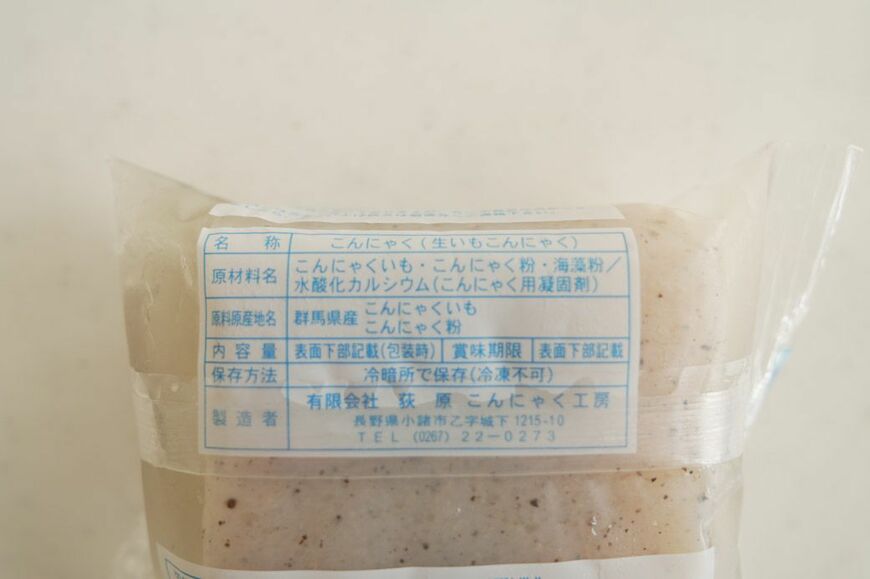 名称 こんにゃく(生いもこんにゃく)
原材料名 こんにゃくいも・こんにゃく粉・海藻粉／
水酸化カルシウム(こんにゃく用凝固剤)
原料原産地名 群馬県産 こんにゃくいも
こんにゃく粉
内容量 表面下部記載(包装時) 賞味期限 表面下部記載
保存方法 冷暗所で保存(冷凍不可)
製造者 有限会社 荻原 こんにゃく工房
長野県小諸市乙字城下1215-10
TEL (0267) 22-0273